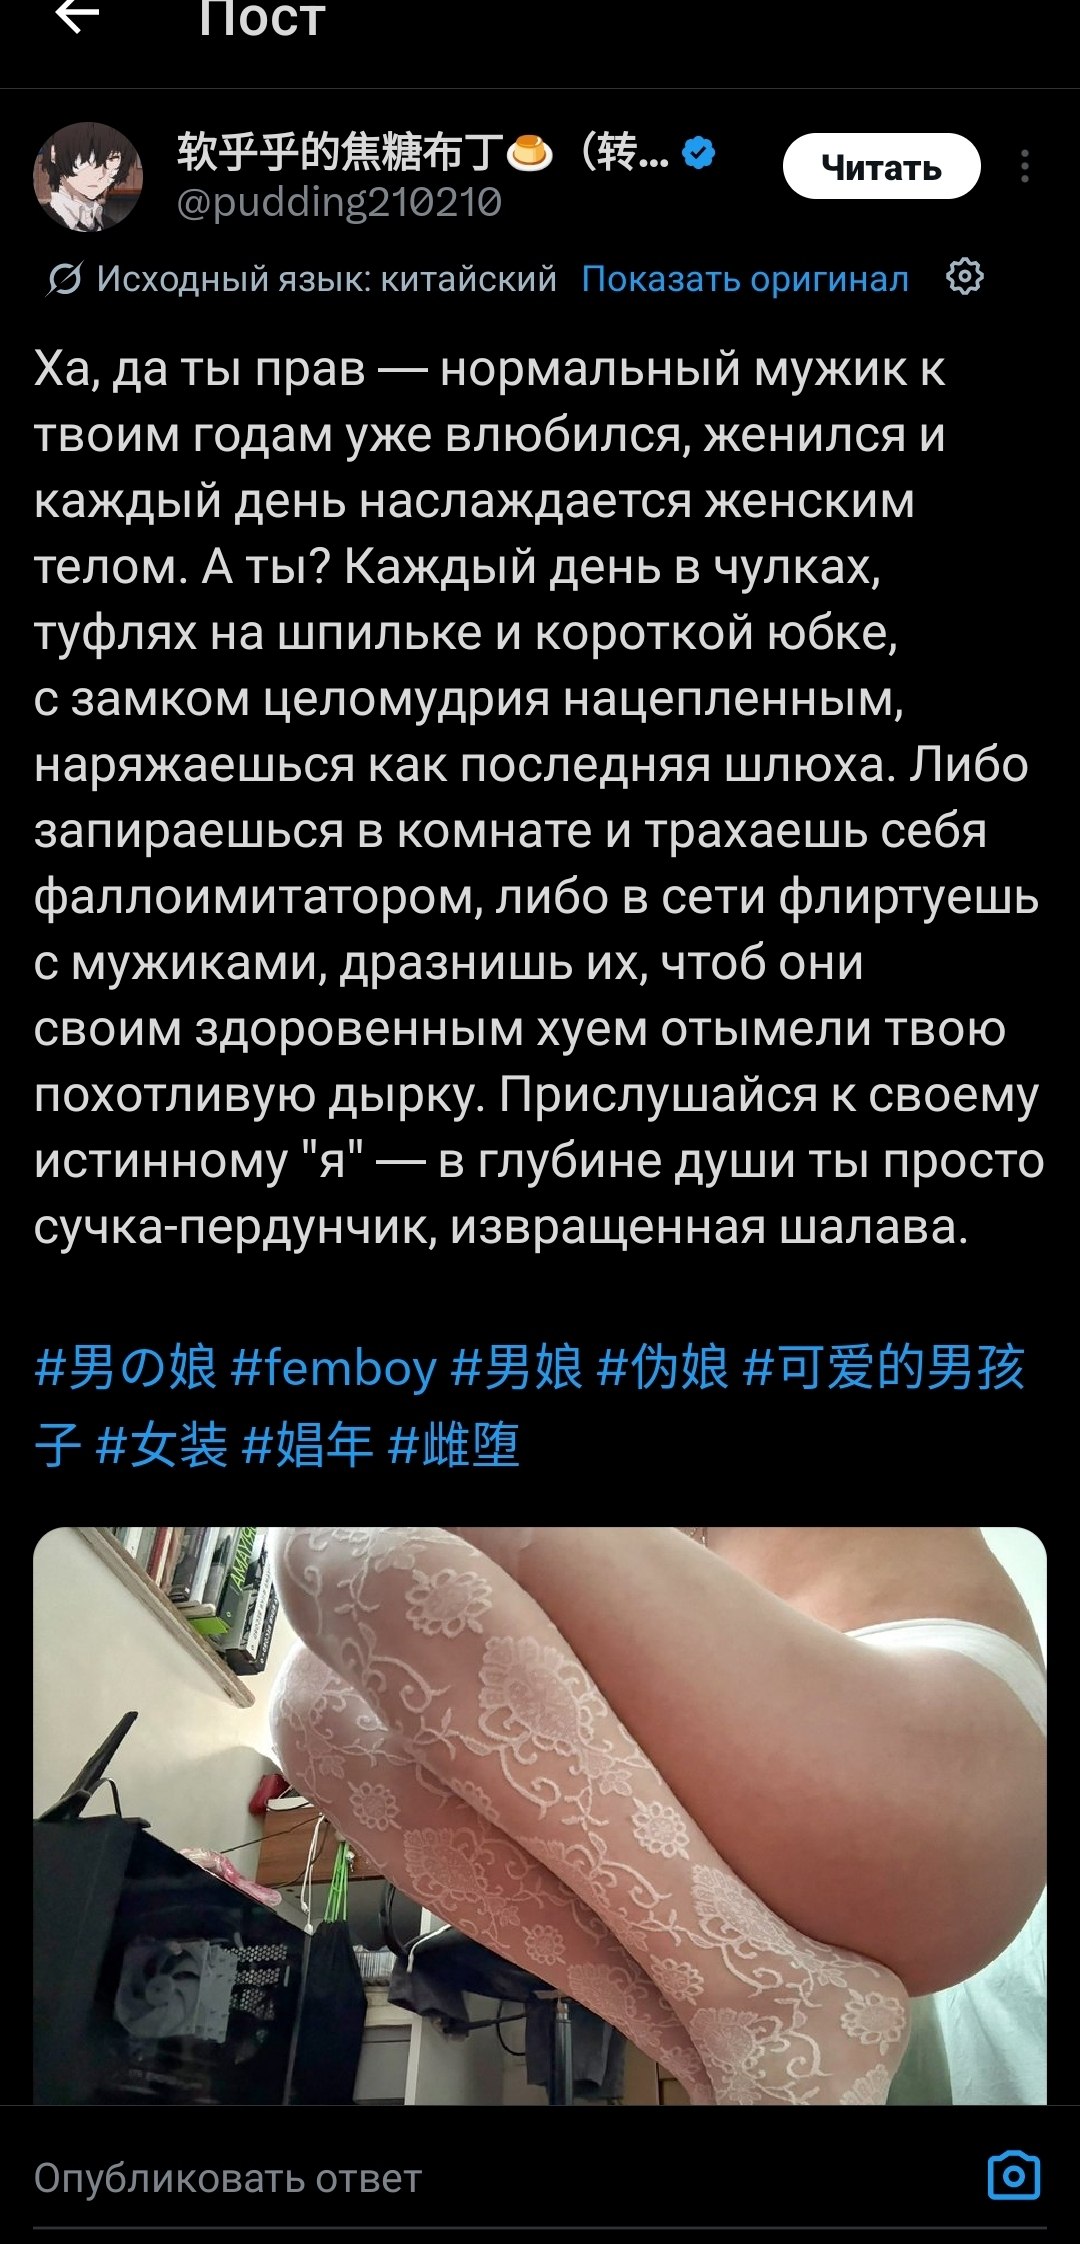 Пост
软乎乎的焦糖布丁🍮（转...
@pudding210210
Читать
Исходный язык: китайский Показать оригинал
Ха, да ты прав — нормальный мужик к
твоим годам уже влюбился, женился и
каждый день наслаждается женским
телом. А ты? Каждый день в чулках,
туфлях на шпильке и короткой юбке,
с замком целомудрия нацепленным,
наряжаешься как последняя шлюха. Либо
запираешься в комнате и трахаешь себя
фаллоимитатором, либо в сети флиртуешь
с мужиками, дразнишь их, чтоб они
своим здоровенным хуем отымели твою
похотливую дырку. Прислушайся к своему
истинному "я" — в глубине души ты просто
сучка-пердунчик, извращенная шалава.
#男の娘 #femboy #男娘 #伪娘 #可爱的男孩
子 #女装 #娼年 #雌堕
Опубликовать ответ